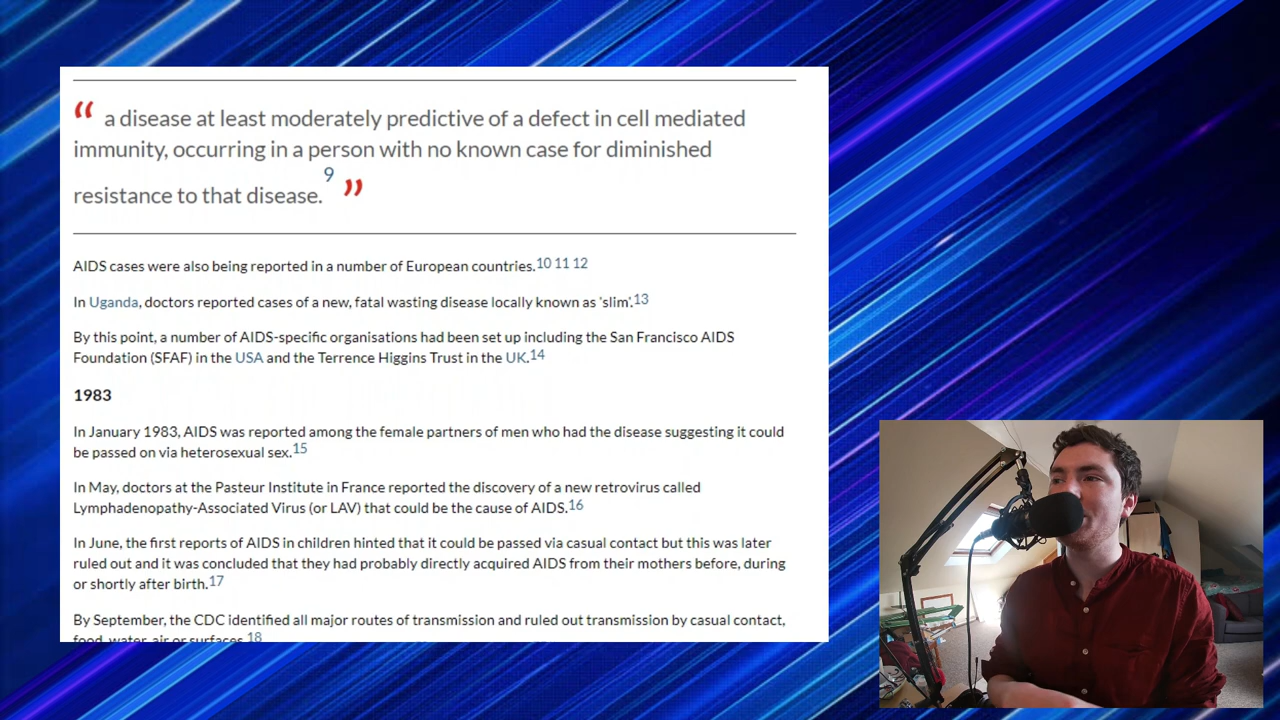 “ a disease at least moderately predictive of a defect in cell mediated
immunity, occurring in a person with no known case for diminished
resistance to that disease.9 ”
AIDS cases were also being reported in a number of European countries.10 11 12
In Uganda, doctors reported cases of a new, fatal wasting disease locally known as 'slim'.13
By this point, a number of AIDS-specific organisations had been set up including the San Francisco AIDS
Foundation (SFAF) in the USA and the Terrence Higgins Trust in the UK.14
1983
In January 1983, AIDS was reported among the female partners of men who had the disease suggesting it could
be passed on via heterosexual sex.15
In May, doctors at the Pasteur Institute in France reported the discovery of a new retrovirus called
Lymphadenopathy-Associated Virus (or LAV) that could be the cause of AIDS.16
In June, the first reports of AIDS in children hinted that it could be passed via casual contact but this was later
ruled out and it was concluded that they had probably directly acquired AIDS from their mothers before, during
or shortly after birth.17
By September, the CDC identified all major routes of transmission and ruled out transmission by casual contact,
food, water, air or surfaces.18